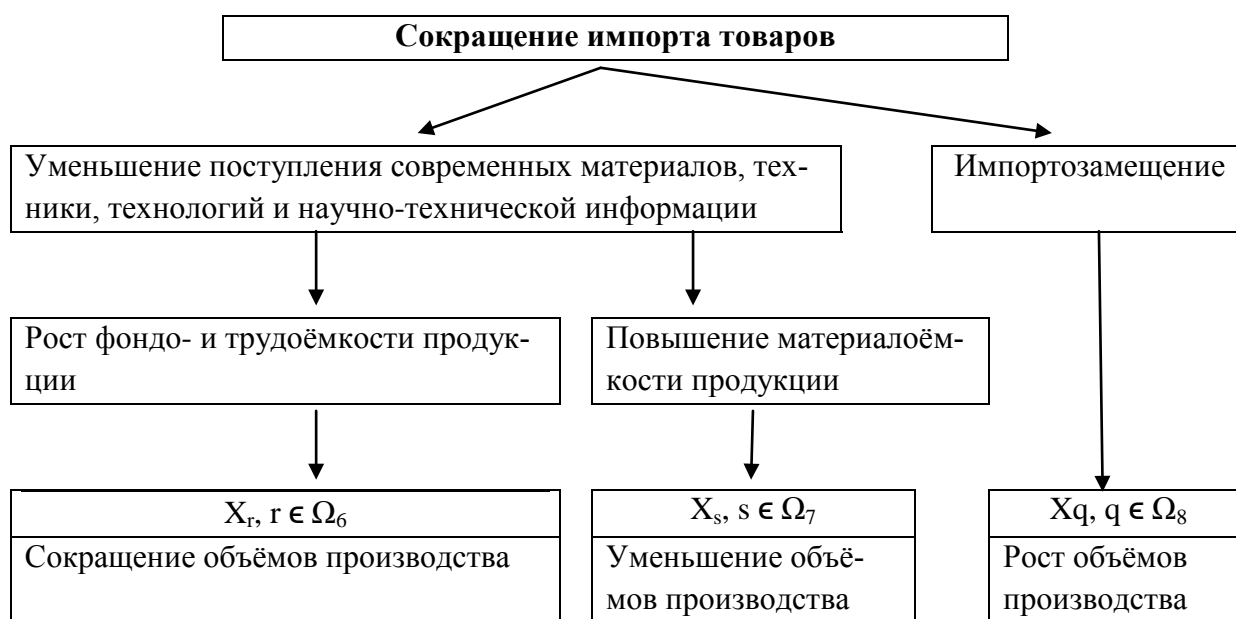 Сокращение импорта товаров
Уменьшение поступления современных материалов, тех-
ники, технологий и научно-технической информации
Импортозамещение
Рост фондо- и трудоёмкости продук-
ции
Повышение материалоём-
кости продукции
Xr, r ϵ Ω6
Сокращение объёмов производства
Xs, s ϵ Ω7
Уменьшение объё-
мов производства
Xq, q ϵ Ω8
Рост объёмов
производства